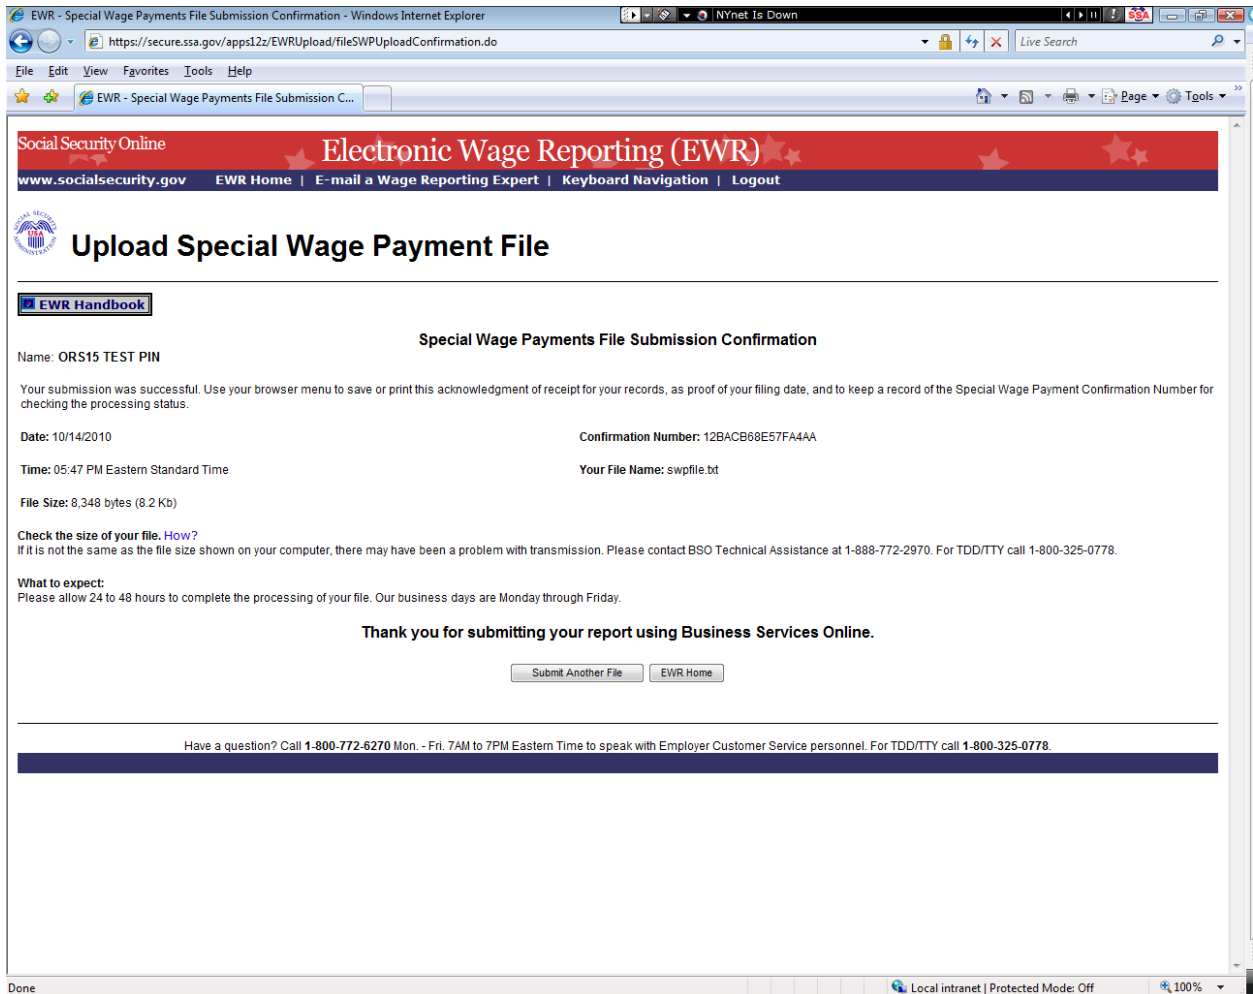 EWR - Special Wage Payments File Submission Confirmation - Windows Internet Explorer
NYnet Is Down
SSA
https://secure.ssa.gov/apps12z/EWRUpload/fileSWPUploadConfirmation.do
Live Search
File Edit View Favorites Tools Help
EWR - Special Wage Payments File Submission C...
Page Tools
Social Security Online
Electronic Wage Reporting (EWR)
www.socialsecurity.gov EWR Home | E-mail a Wage Reporting Expert | Keyboard Navigation | Logout
SOCIAL SECURITY ADMINISTRATION
USA
Upload Special Wage Payment File
EWR Handbook
Special Wage Payments File Submission Confirmation
Name: ORS15 TEST PIN
Your submission was successful. Use your browser menu to save or print this acknowledgment of receipt for your records, as proof of your filing date, and to keep a record of the Special Wage Payment Confirmation Number for
checking the processing status.
Date: 10/14/2010 Confirmation Number: 12BACB68E57FA4AA
Time: 05:47 PM Eastern Standard Time Your File Name: swpfile.txt
File Size: 8,348 bytes (8.2 Kb)
Check the size of your file. How?
If it is not the same as the file size shown on your computer, there may have been a problem with transmission. Please contact BSO Technical Assistance at 1-888-772-2970. For TDD/TTY call 1-800-325-0778.
What to expect:
Please allow 24 to 48 hours to complete the processing of your file. Our business days are Monday through Friday.
Thank you for submitting your report using Business Services Online.
Submit Another File EWR Home
Have a question? Call 1-800-772-6270 Mon. - Fri. 7AM to 7PM Eastern Time to speak with Employer Customer Service personnel. For TDD/TTY call 1-800-325-0778.
Done Local intranet | Protected Mode: Off 100%